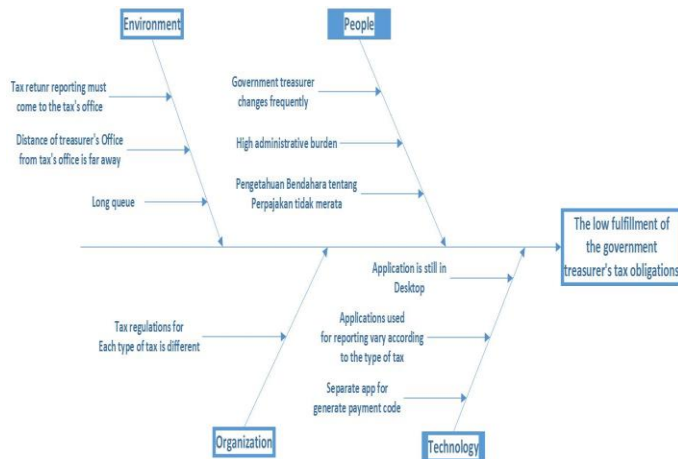 Environment
People
Tax retunr reporting must
come to the tax's office
Distance of treasurer's Office
from tax's office is far away
Long queue
Government treasurer
changes frequently
High administrative burden
Pengetahuan Bendahara tentang
Perpajakan tidak merata
The low fulfillment of
the government
treasurer's tax obligations
Tax regulations for
Each type of tax is different
Application is still in
Desktop
Applications used
for reporting vary according
to the type of tax
Separate app for
generate payment code
Organization
Technology